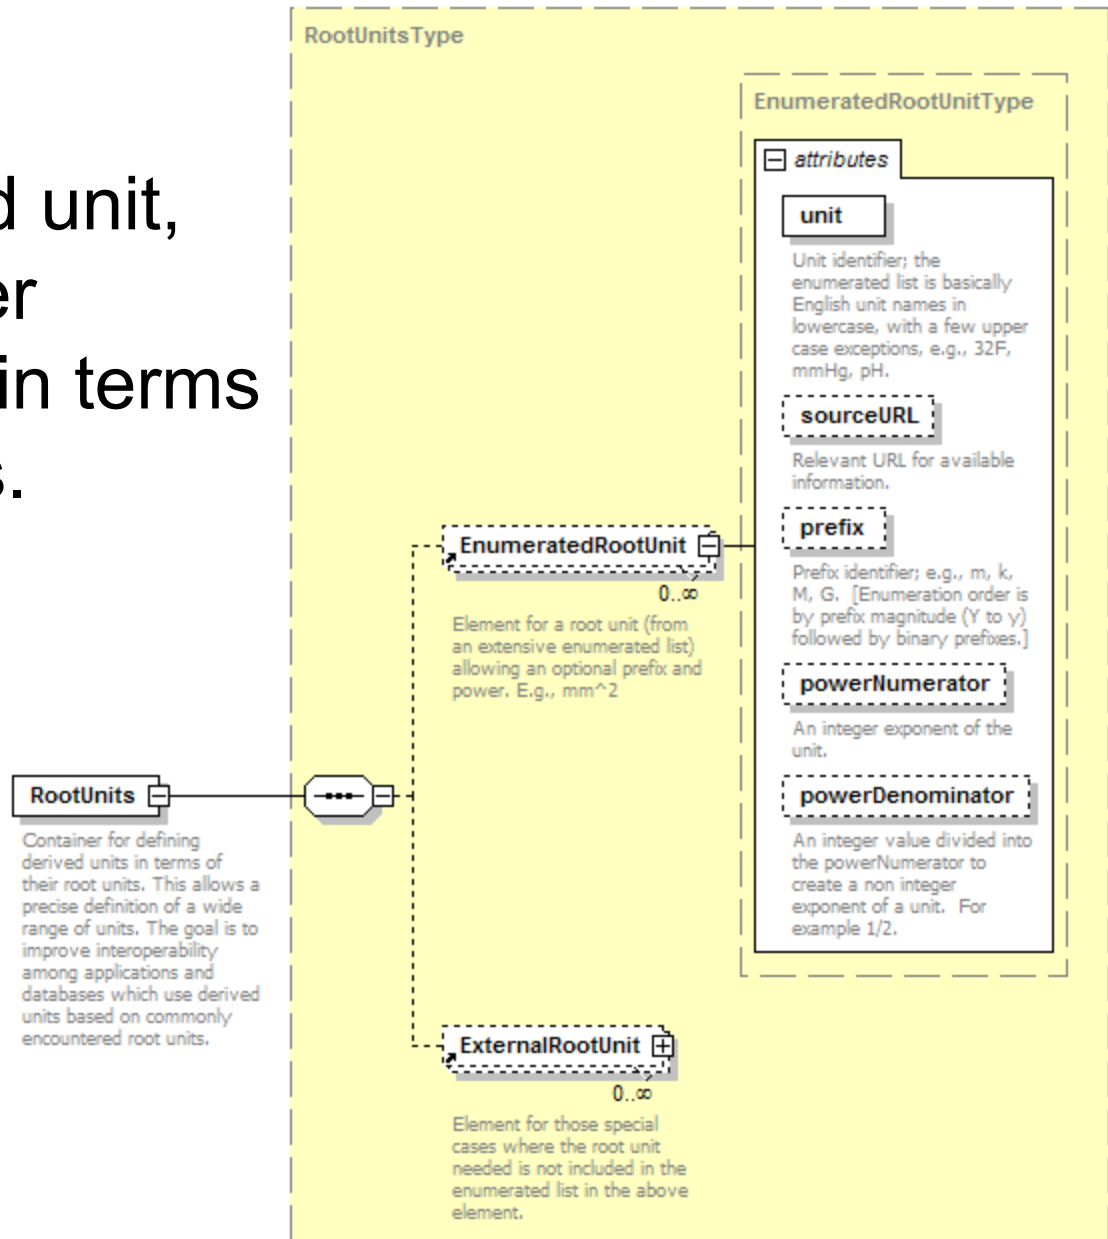 d unit,
er
in terms
s.
RootUnitsType
EnumeratedRootUnitType
attributes
unit
Unit identifier; the
enumerated list is basically
English unit names in
lowercase, with a few upper
case exceptions, e.g., 32F,
mmHg, pH.
sourceURL
Relevant URL for available
information.
prefix
Prefix identifier; e.g., m, k,
M, G. [Enumeration order is
by prefix magnitude (Y to y)
followed by binary prefixes.]
powerNumerator
An integer exponent of the
unit.
powerDenominator
An integer value divided into
the powerNumerator to
create a non integer
exponent of a unit. For
example 1/2.
EnumeratedRootUnit
0..∞
Element for a root unit (from
an extensive enumerated list)
allowing an optional prefix and
power. E.g., mm^2
RootUnits
Container for defining
derived units in terms of
their root units. This allows a
precise definition of a wide
range of units. The goal is to
improve interoperability
among applications and
databases which use derived
units based on commonly
encountered root units.
ExternalRootUnit
0..∞
Element for those special
cases where the root unit
needed is not included in the
enumerated list in the above
element.